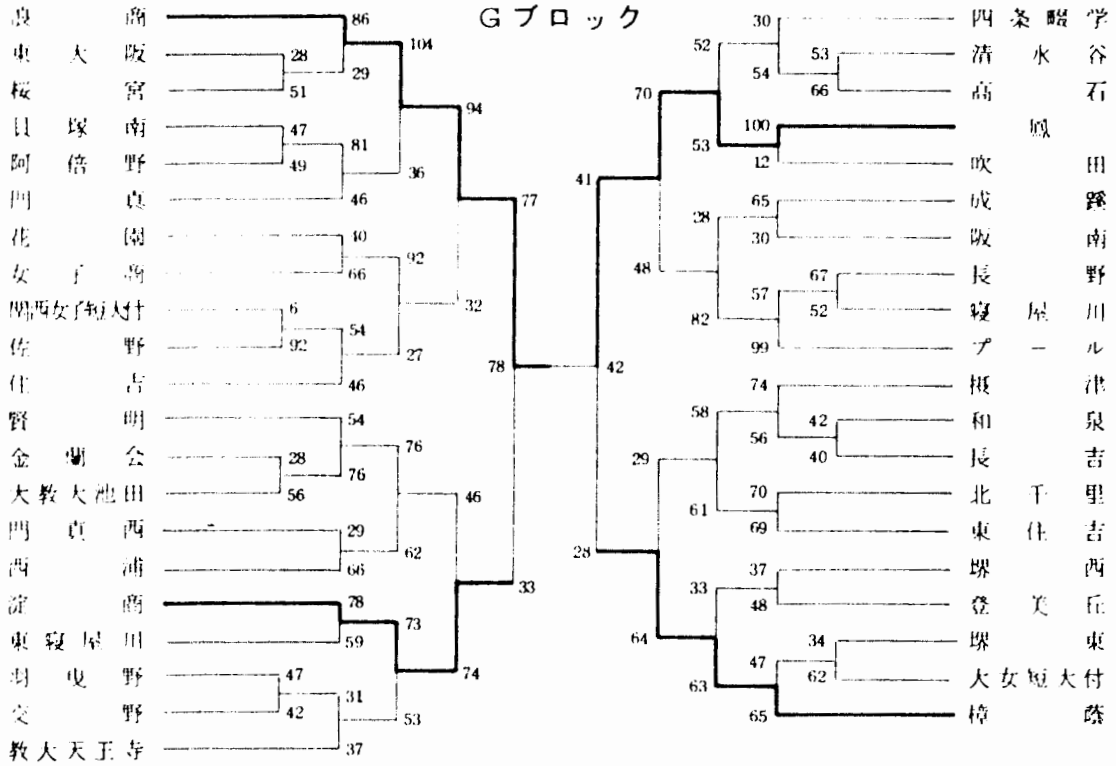 Gブロック
浪商
東大阪
桜宮
貝塚南
阿倍野
門真
花園
女子商
関西女子短大付
佐野
住吉
賢明
金蘭会
大教大池田
門真西
西浦
淀商
東寝屋川
羽曳野
交野
教大天王寺
86
28
51
29
104
47
49
81
46
36
94
40
66
92
6
92
54
46
27
32
77
54
28
56
76
76
29
66
62
46
78
59
73
47
42
31
37
53
74
33
78
42
41
28
70
48
52
53
30
54
53
66
100
12
38
82
65
30
57
99
67
52
29
64
58
61
74
56
42
40
70
69
33
63
37
48
47
65
34
62
四条畷学
清水谷
高石
鳳
吹田
成蹊
阪南
長野
寝屋川
プール
摂津
和泉
長吉
北千里
東住吉
堺西
登美丘
堺東
大女短大付
樟蔭